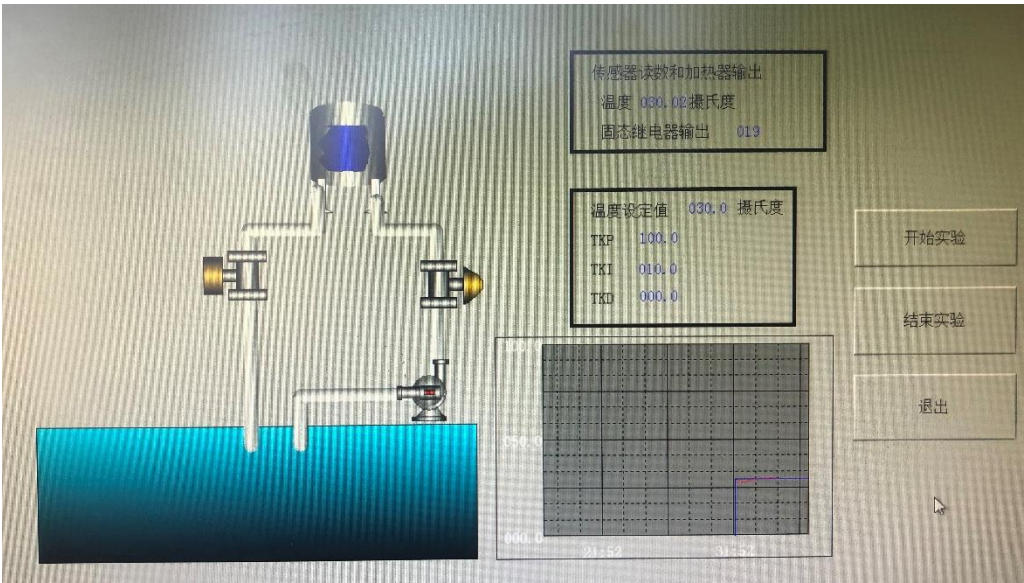 传感器读数和加热器输出
温度 030.02摄氏度
固态继电器输出 019
温度设定值 030.0 摄氏度
TKP 100.0
TKI 010.0
TKD 000.0
开始实验
结束实验
退出
100.0
050.0
000.0
21:52 31:52